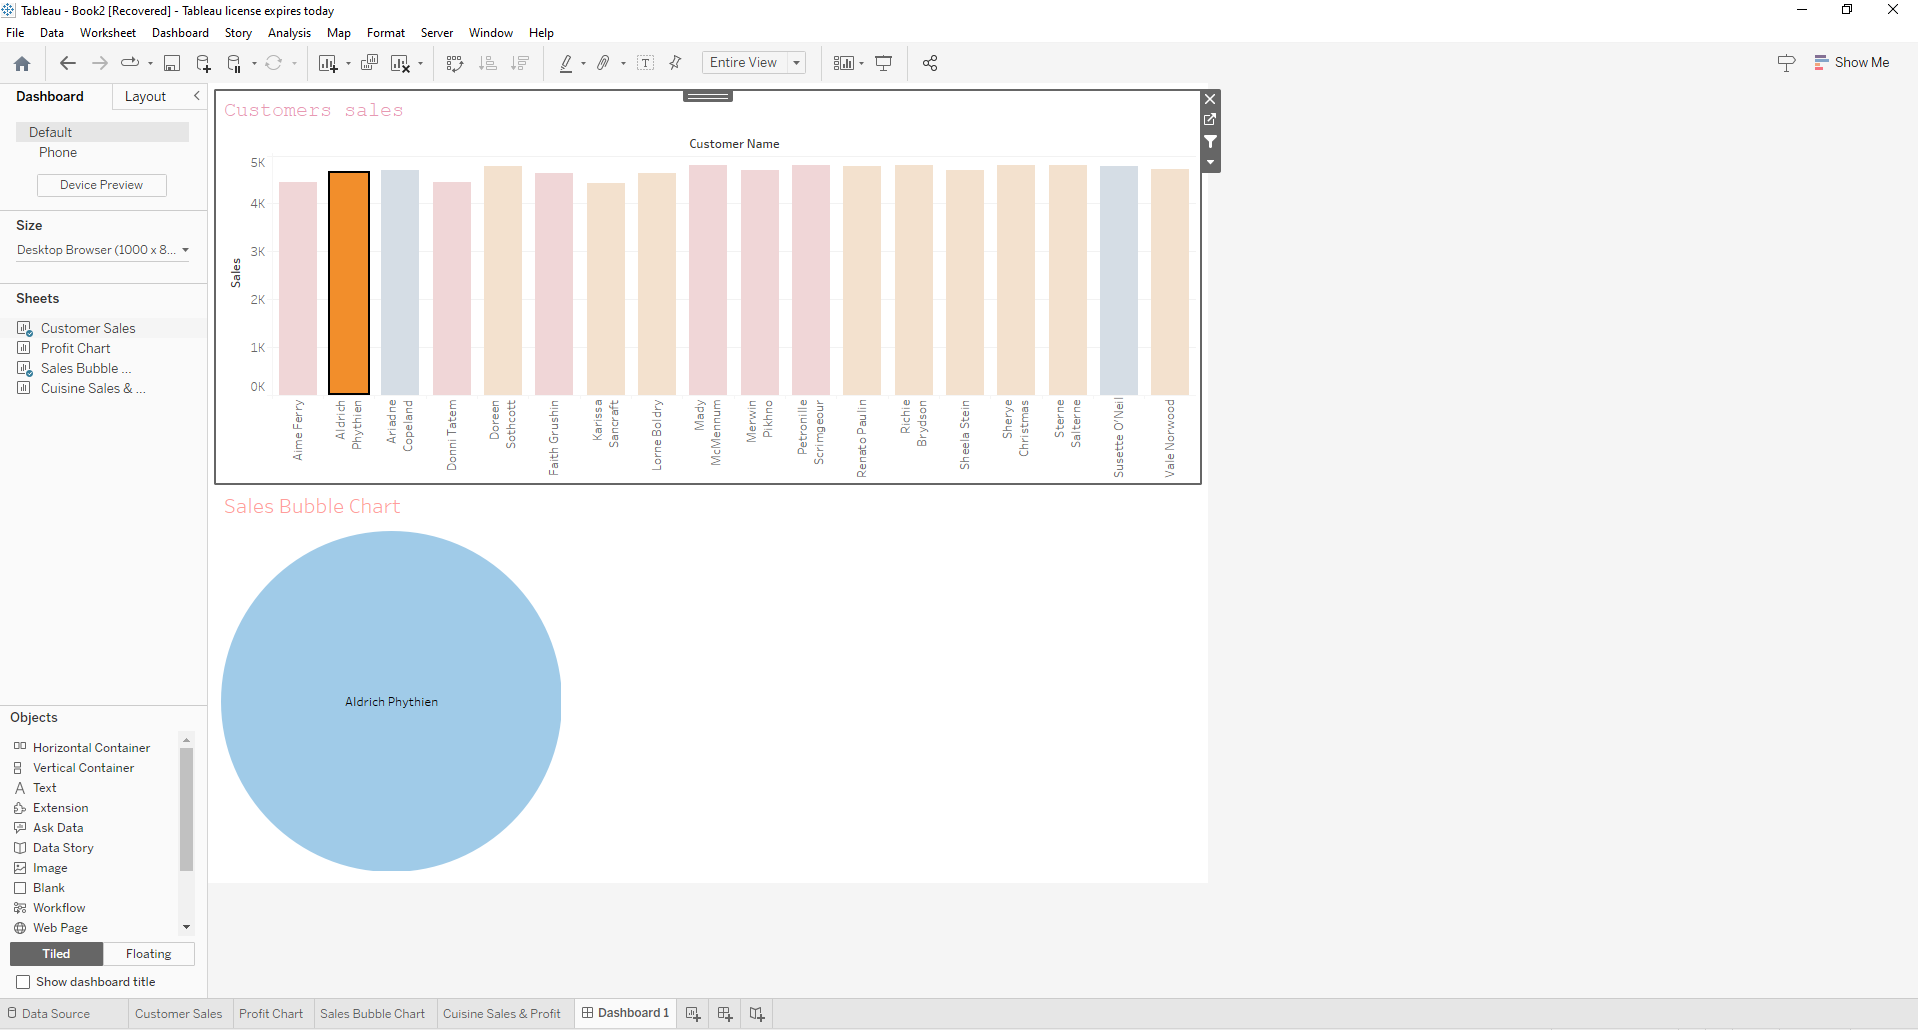 Tableau - Book2 [Recovered] - Tableau license expires today
File Data Worksheet Dashboard Story Analysis Map Format Server Window Help
Entire View
Show Me
Dashboard Layout
Default
Phone
Device Preview
Size
Desktop Browser (1000 x 8...
Sheets
Customer Sales
Profit Chart
Sales Bubble ...
Cuisine Sales & ...
Objects
Horizontal Container
Vertical Container
Text
Extension
Ask Data
Data Story
Image
Blank
Workflow
Web Page
Tiled Floating
Show dashboard title
Customers sales
Customer Name
Sales
5K
4K
3K
2K
1K
0K
Aime Ferry
Aldrich
Phythien
Ariadne
Copeland
Donni Tatem
Doreen
Sothcott
Faith Grushin
Karissa
Sancraft
Lorne Boldry
Mady
McMennum
Merwin
Pikhno
Petronille
Scrimgeour
Renato Paulin
Richie
Brydson
Sheela Stein
Sherye
Christmas
Sterne
Salterne
Susette O'Neil
Vale Norwood
Sales Bubble Chart
Aldrich Phythien
Data Source Customer Sales Profit Chart Sales Bubble Chart Cuisine Sales & Profit Dashboard 1